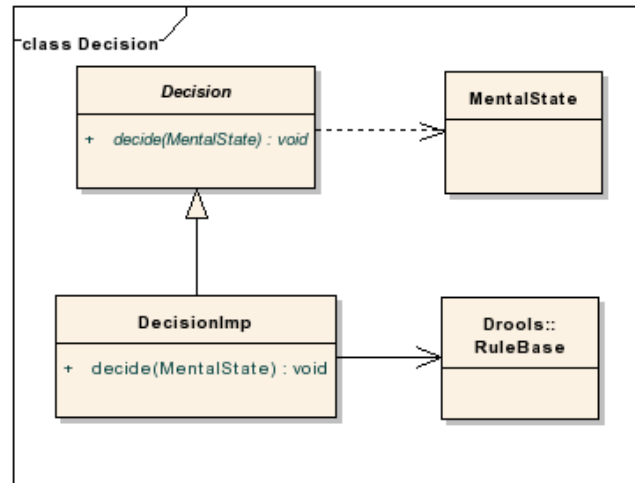 class Decision
Decision
+ decide(MentalState) : void
MentalState
DecisionImp
+ decide(MentalState) : void
Drools::
RuleBase